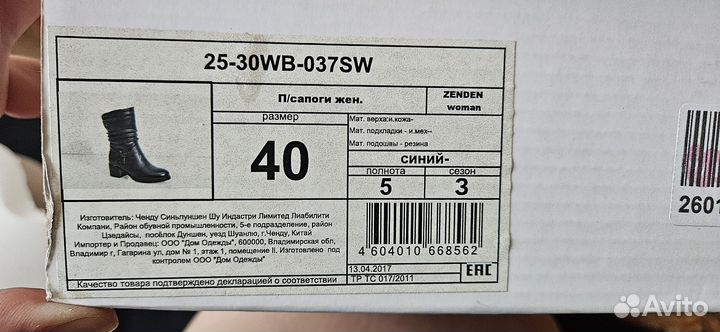 25-30WB-037SW
П/сапоги жен.
ZENDEN
woman
размер
40
Мат. верха:и.кожа-
Мат. подкладки - и.мех--
Мат. подошвы - резина
СИНИЙ-
полнота
сезон
5
3
Изготовитель: Ченду Синьпуншен Шу Индастри Лимитед Лиабилити
Компани, Район обувной промышленности, 5-е подразделение, район
Цзедайсы, посёлок Дуншен, уезд Шуанлю, г.Ченду, Китай
Импортер и Продавец: ООО "Дом Одежды", 600000, Владимирская обл,
Владимир г, Гагарина ул, дом № 1, этаж 1, помещение II. Изготовлено под
контролем ООО "Дом Одежды"
4 604010 668562
13.04.2017
Качество товара подтверждено декларацией о соответствии
ТР ТС 017/2011
ЕАС
2601
Avito